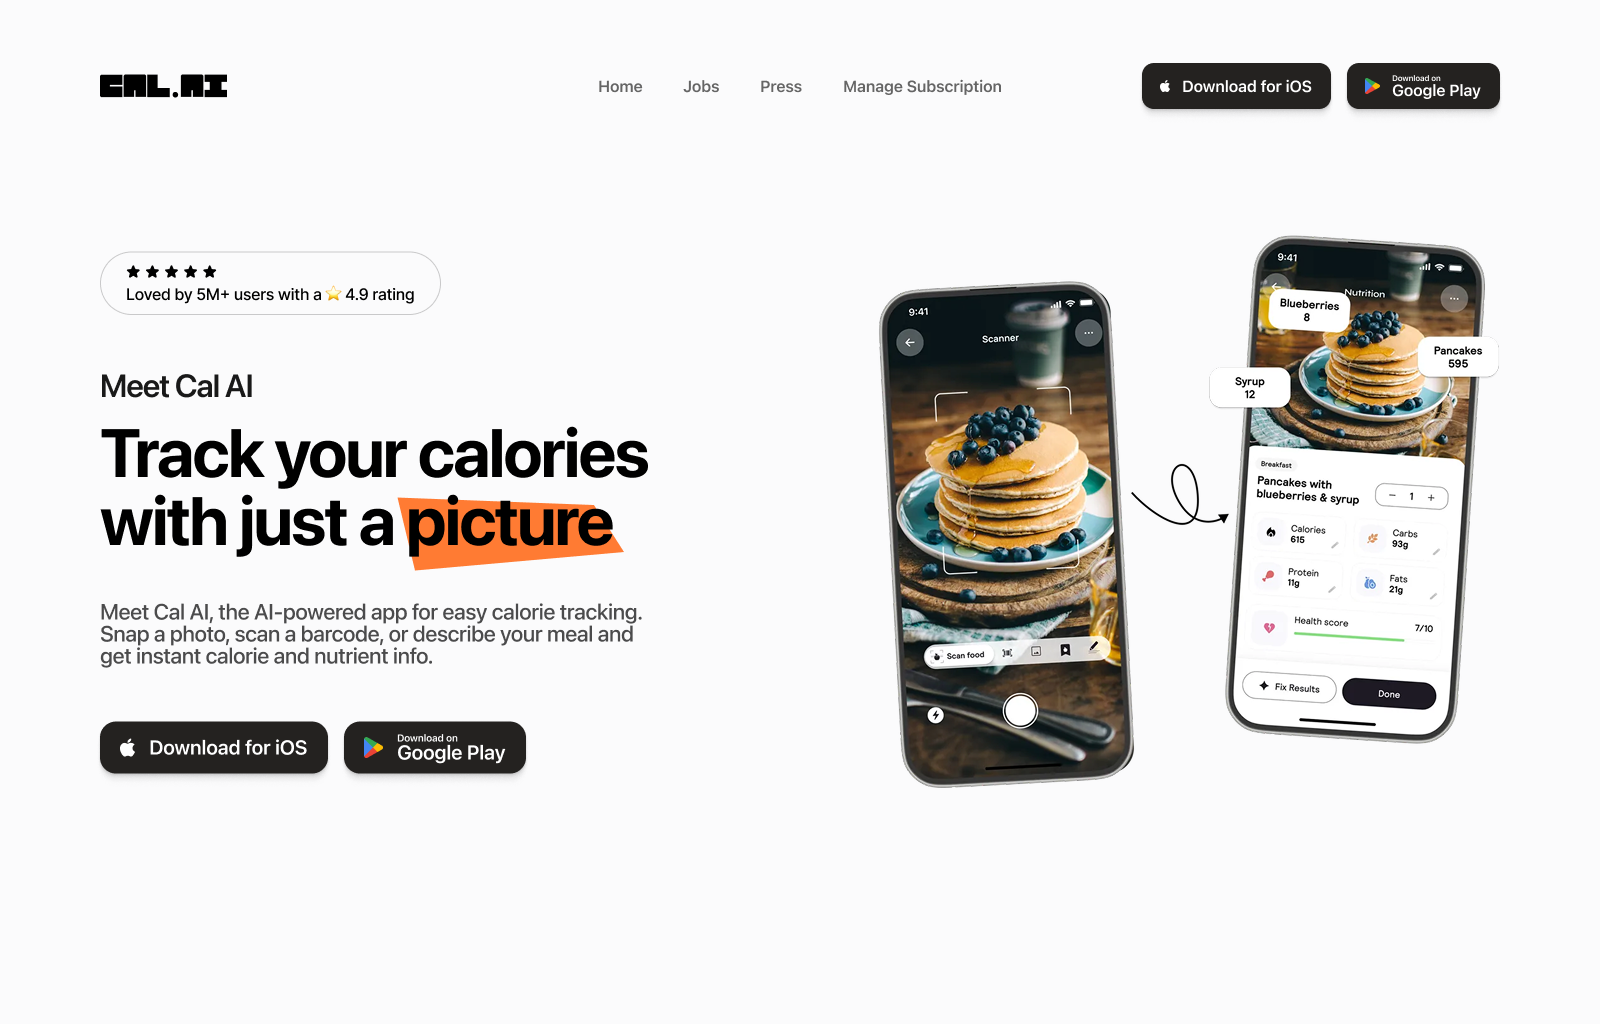 CAL.AI
Home
Jobs
Press
Manage Subscription
Download for iOS
Download on
Google Play
Loved by 5M+ users with a ⭐ 4.9 rating
Meet Cal AI
Track your calories
with just a picture
Meet Cal AI, the AI-powered app for easy calorie tracking.
Snap a photo, scan a barcode, or describe your meal and
get instant calorie and nutrient info.
Download for iOS
Download on
Google Play
9:41
Scanner
Scan food
9:41
Nutrition
Blueberries
8
Pancakes
595
Syrup
12
Breakfast
Pancakes with
blueberries & syrup
1
Calories
615
Carbs
93g
Protein
11g
Fats
21g
Health score
7/10
Fix Results
Done